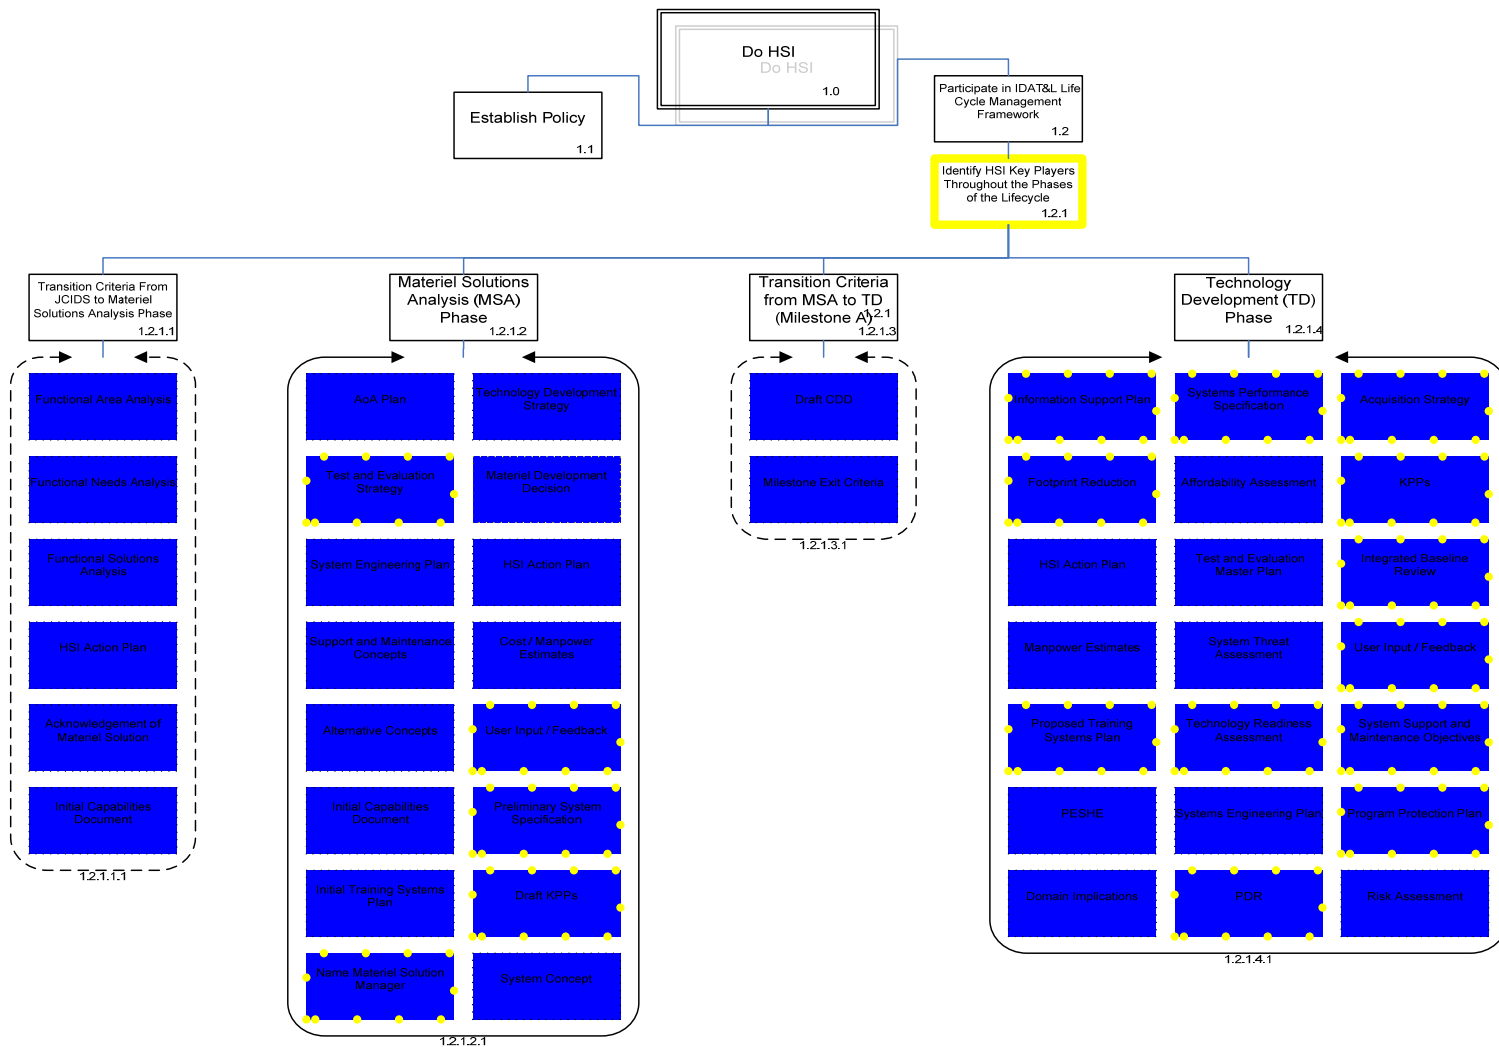 Do HSI
Do HSI
1.0
Establish Policy
1.1
Participate in IDAT&L Life
Cycle Management
Framework
1.2
Identify HSI Key Players
Throughout the Phases
of the Lifecycle
1.2.1
Transition Criteria From
JCIDS to Materiel
Solutions Analysis Phase
1.2.1.1
Functional Area Analysis
Functional Needs Analysis
Functional Solutions
Analysis
HSI Action Plan
Acknowledgement of
Materiel Solution
Initial Capabilities
Document
1.2.1.1.1
Materiel Solutions
Analysis (MSA)
Phase
1.2.1.2
AoA Plan
Technology Development
Strategy
Test and Evaluation
Strategy
Materiel Development
Decision
System Engineering Plan
HSI Action Plan
Support and Maintenance
Concepts
Cost / Manpower
Estimates
Alternative Concepts
User Input / Feedback
Initial Capabilities
Document
Preliminary System
Specification
Initial Training Systems
Plan
Draft KPPs
Name Materiel Solution
Manager
System Concept
1.2.1.2.1
Transition Criteria
from MSA to TD
(Milestone A)
1.2.1
1.2.1.3
Draft CDD
Milestone Exit Criteria
1.2.1.3.1
Technology
Development (TD)
Phase
1.2.1.4
Information Support Plan
Systems Performance
Specification
Acquisition Strategy
Footprint Reduction
Affordability Assessment
KPPs
HSI Action Plan
Test and Evaluation
Master Plan
Integrated Baseline
Review
Manpower Estimates
System Threat
Assessment
User Input / Feedback
Proposed Training
Systems Plan
Technology Readiness
Assessment
System Support and
Maintenance Objectives
PESHE
Systems Engineering Plan
Program Protection Plan
Domain Implications
PDR
Risk Assessment
1.2.1.4.1